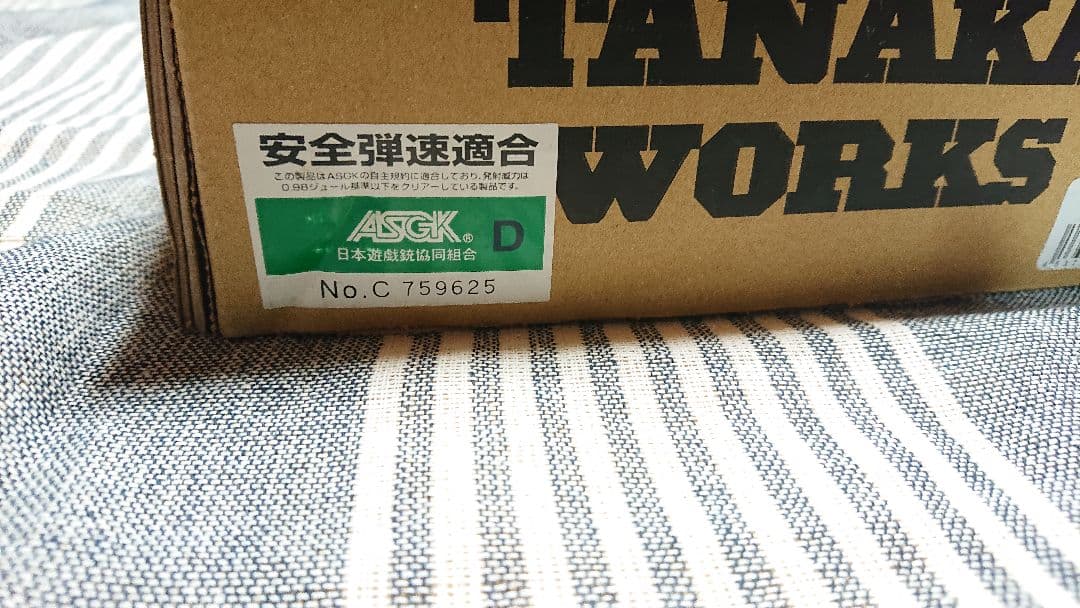 TANAKA
WORKS
安全弾速適合
この製品はASGKの自主規約に適合しており、発射威力は
0.98ジュール基準以下をクリアーしている製品です。
ASGK® D
日本遊戯銃協同組合
No.C 759625